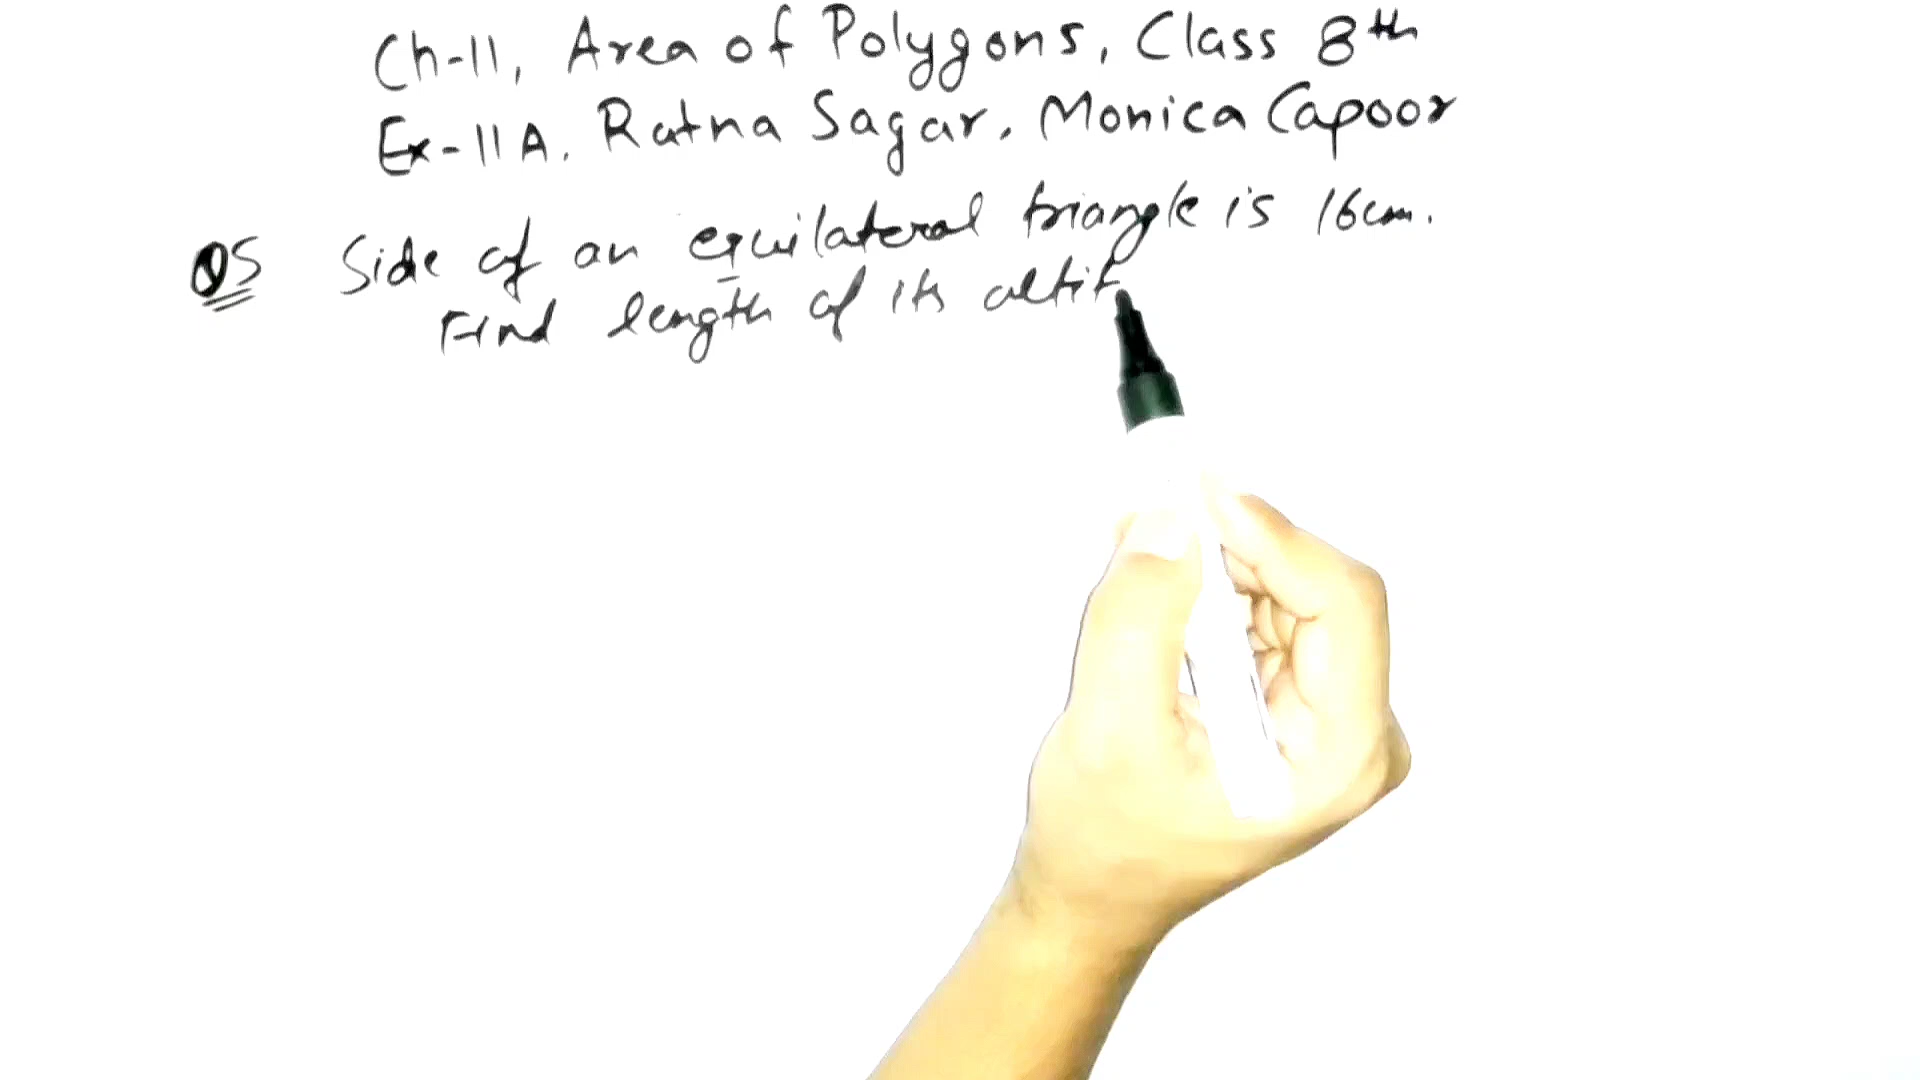 Ch-11, Area of Polygons, Class 8th
Ex-11A. Ratna Sagar, Monica Capoor
Q5 Side of an equilateral triangle is 16cm.
Find length of its altit